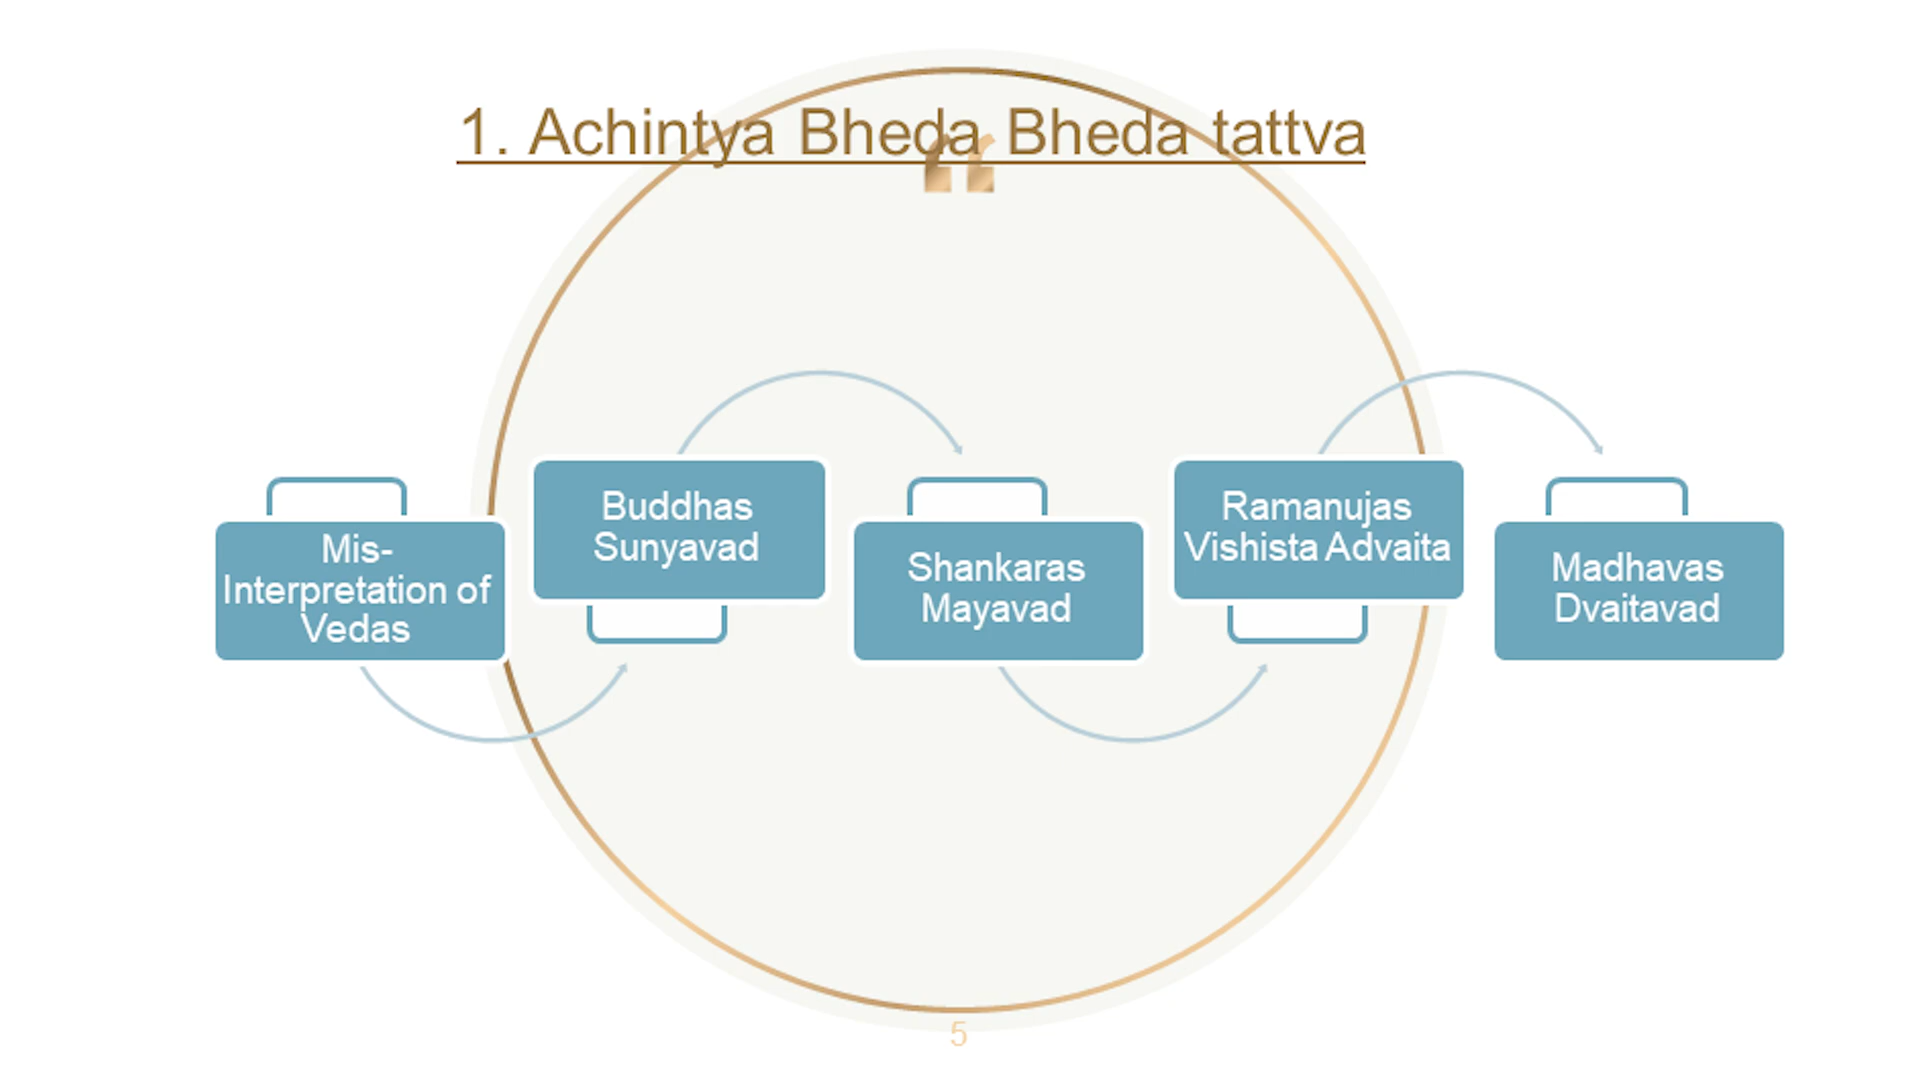 1. Achintya Bheda Bheda tattva
“
Mis-
Interpretation of
Vedas
Buddhas
Sunyavad
Shankaras
Mayavad
Ramanujas
Vishista Advaita
Madhavas
Dvaitavad
5